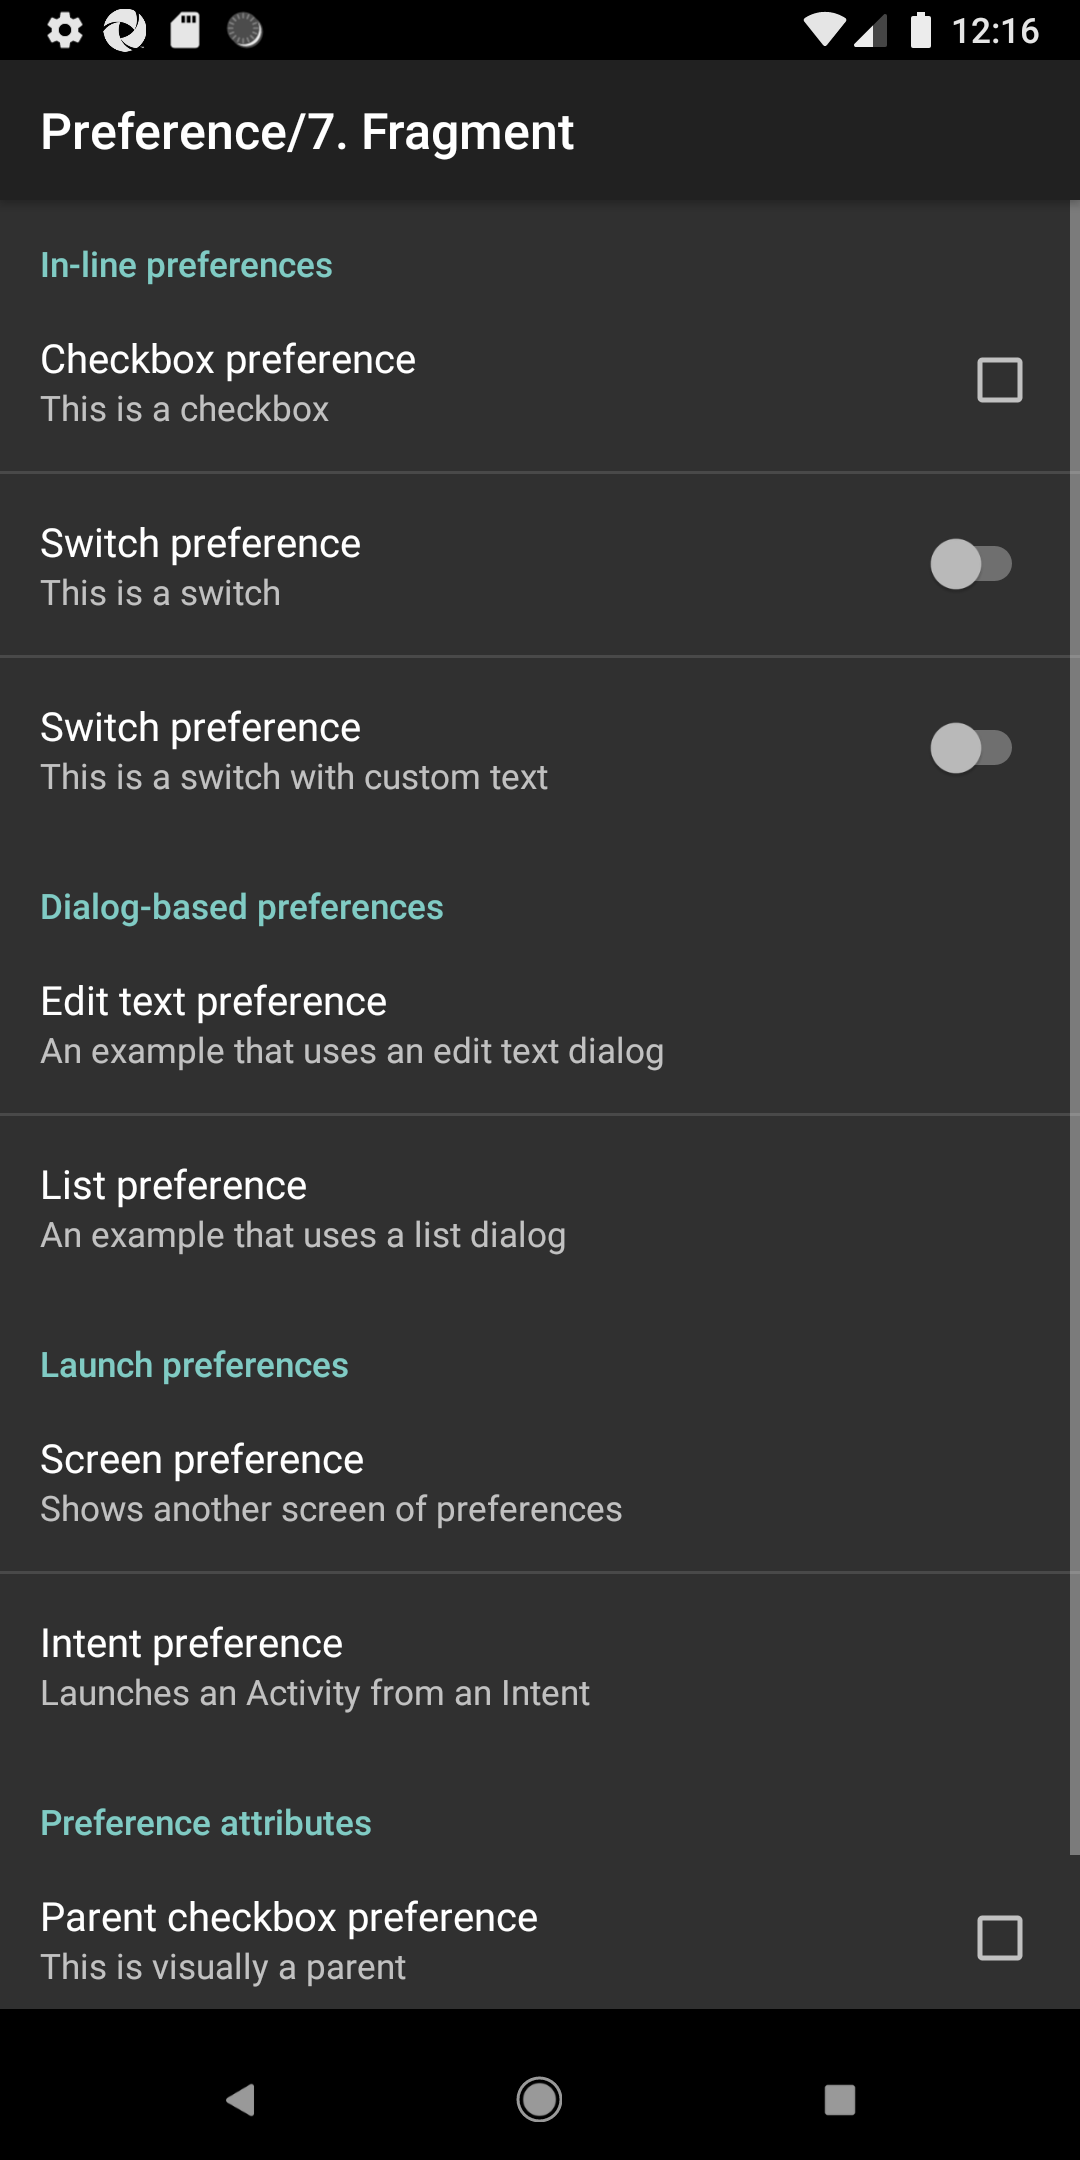 12:16
Preference/7. Fragment
In-line preferences
Checkbox preference
This is a checkbox
Switch preference
This is a switch
Switch preference
This is a switch with custom text
Dialog-based preferences
Edit text preference
An example that uses an edit text dialog
List preference
An example that uses a list dialog
Launch preferences
Screen preference
Shows another screen of preferences
Intent preference
Launches an Activity from an Intent
Preference attributes
Parent checkbox preference
This is visually a parent